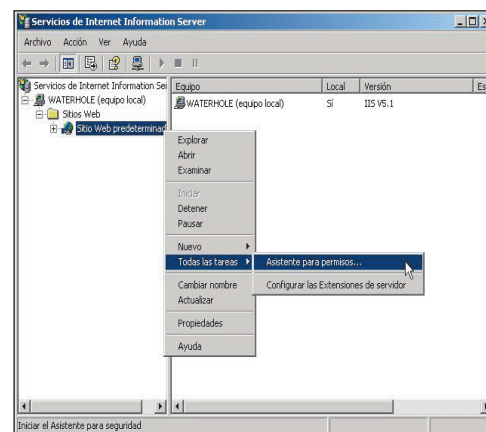 Servicios de Internet Information Server
Archivo Acción Ver Ayuda
Servicios de Internet Information Ser
Equipo Local Versión Es
WATERHOLE (equipo local)
WATERHOLE (equipo local) Sí IIS V5.1
Sitios Web
Sitio Web predeterminad
Explorar
Abrir
Examinar
Iniciar
Detener
Pausar
Nuevo
Todas las tareas
Asistente para permisos...
Configurar las Extensiones de servidor
Cambiar nombre
Actualizar
Propiedades
Ayuda
Iniciar el Asistente para seguridad